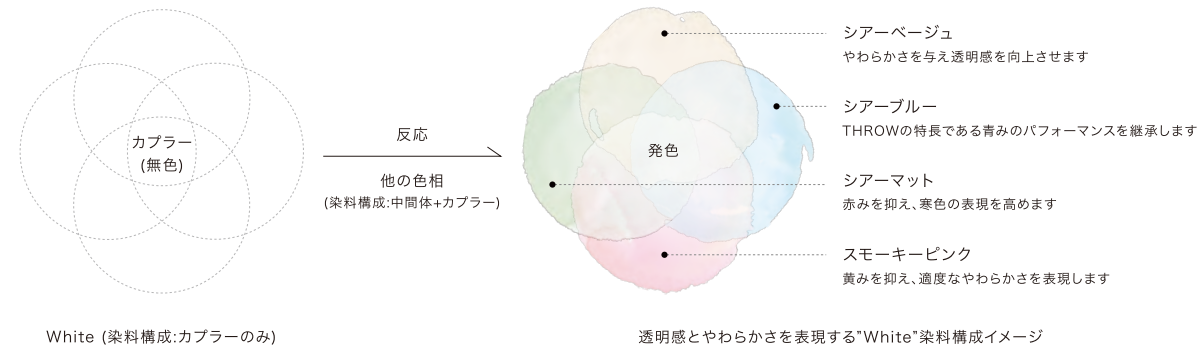 カプラー
(無色)
反応
他の色相
(染料構成:中間体+カプラー)
発色
シアーベージュ
やわらかさを与え透明感を向上させます
シアーブルー
THROWの特長である青みのパフォーマンスを継承します
シアーマット
赤みを抑え、寒色の表現を高めます
スモーキーピンク
黄みを抑え、適度なやわらかさを表現します
White (染料構成:カプラーのみ)
透明感とやわらかさを表現する”White”染料構成イメージ